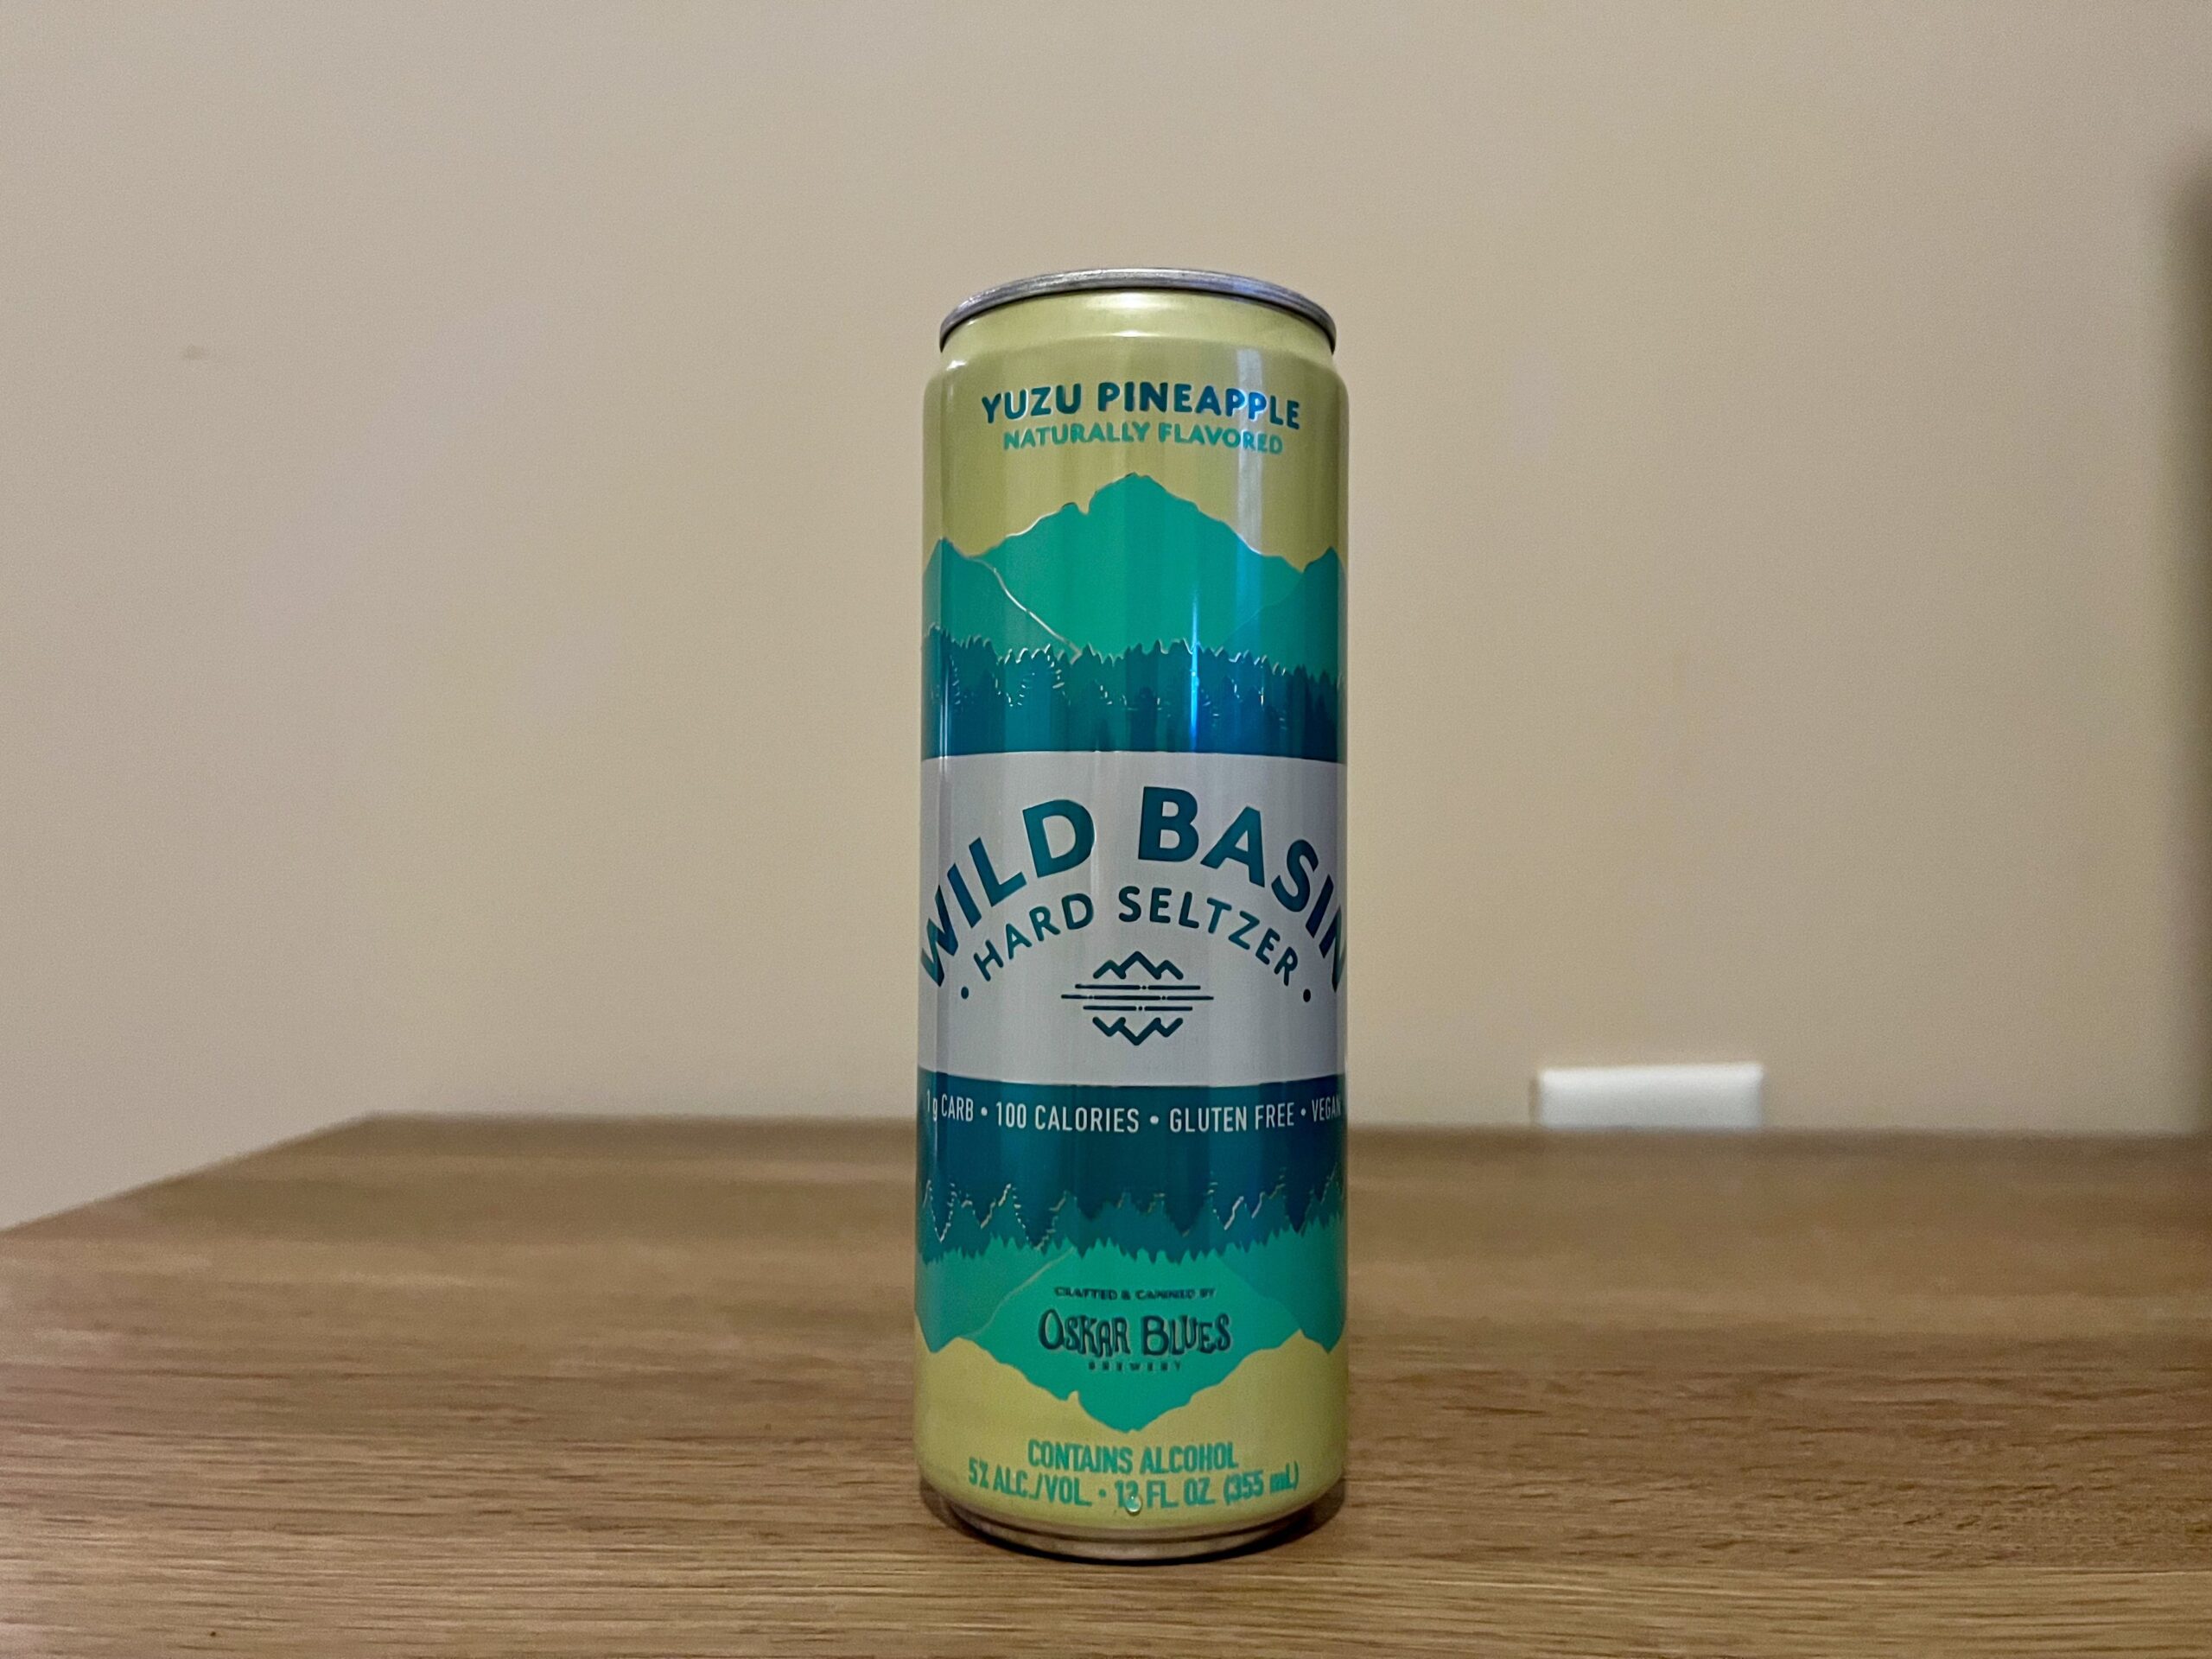 YUZU PINEAPPLE
NATURALLY FLAVORED
WILD BASIN
• HARD SELTZER •
1g CARB • 100 CALORIES • GLUTEN FREE • VEGAN
CRAFTED & CANNED BY
OSKAR BLUES
BREWERY
CONTAINS ALCOHOL
5% ALC./VOL. • 12 FL. OZ. (355 mL)